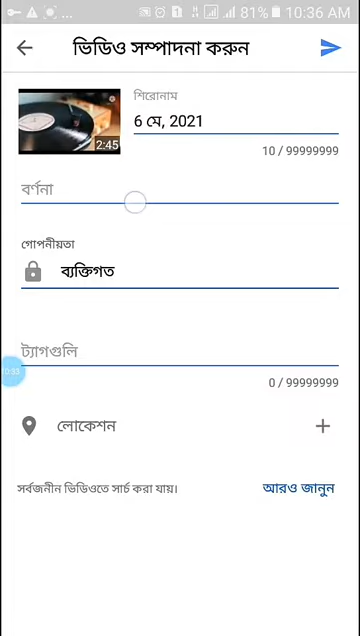 81% 10:36 AM
ভিডিও সম্পাদনা করুন
শিরোনাম
6 মে, 2021
2:45
10 / 99999999
বর্ণনা
গোপনীয়তা
ব্যক্তিগত
ট্যাগগুলি
0 / 99999999
লোকেশন
সর্বজনীন ভিডিওতে সার্চ করা যায়। আরও জানুন